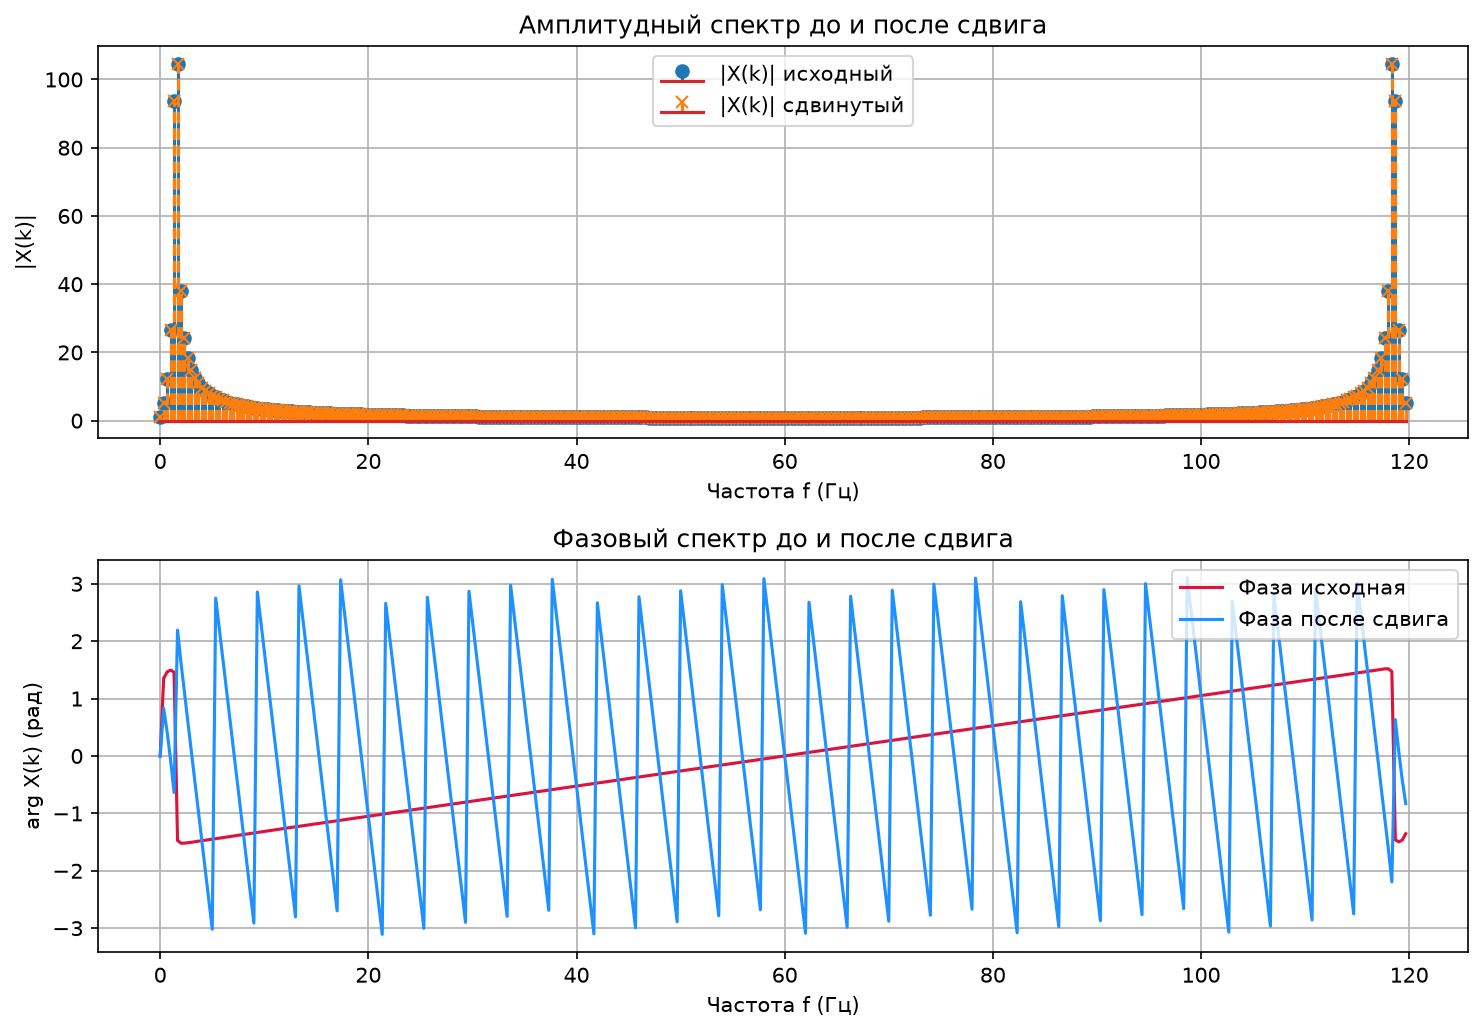 Амплитудный спектр до и после сдвига
|X(k)| исходный
|X(k)| сдвинутый
|X(k)|
100
80
60
40
20
0
0 20 40 60 80 100 120
Частота f (Гц)
Фазовый спектр до и после сдвига
Фаза исходная
Фаза после сдвига
arg X(k) (рад)
3
2
1
0
−1
−2
−3
0 20 40 60 80 100 120
Частота f (Гц)